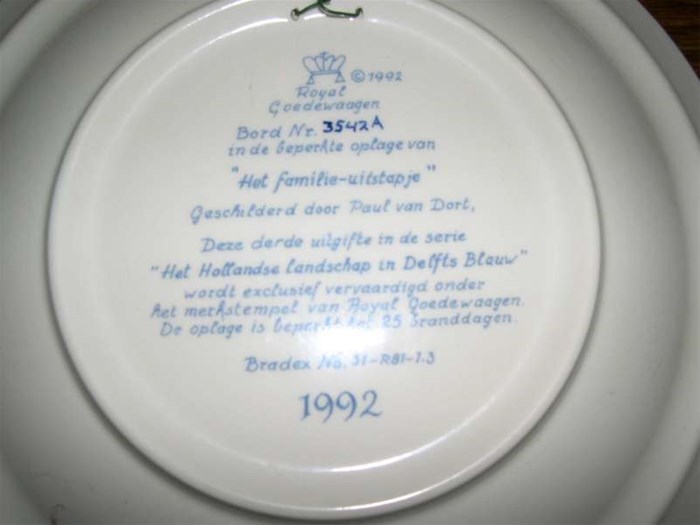 ©1992
Royal
Goedewaagen
Bord Nr. 3542A
in de beperkte oplage van
"Het familie-uitstapje"
Geschilderd door Paul van Dort,
Deze derde uitgifte in de serie
"Het Hollandse landschap in Delfts Blauw"
wordt exclusief vervaardigd onder
het merkstempel van Royal Goedewaagen.
De oplage is beperkt tot 25 branddagen.
Bradex No. 31-R81-1.3
1992